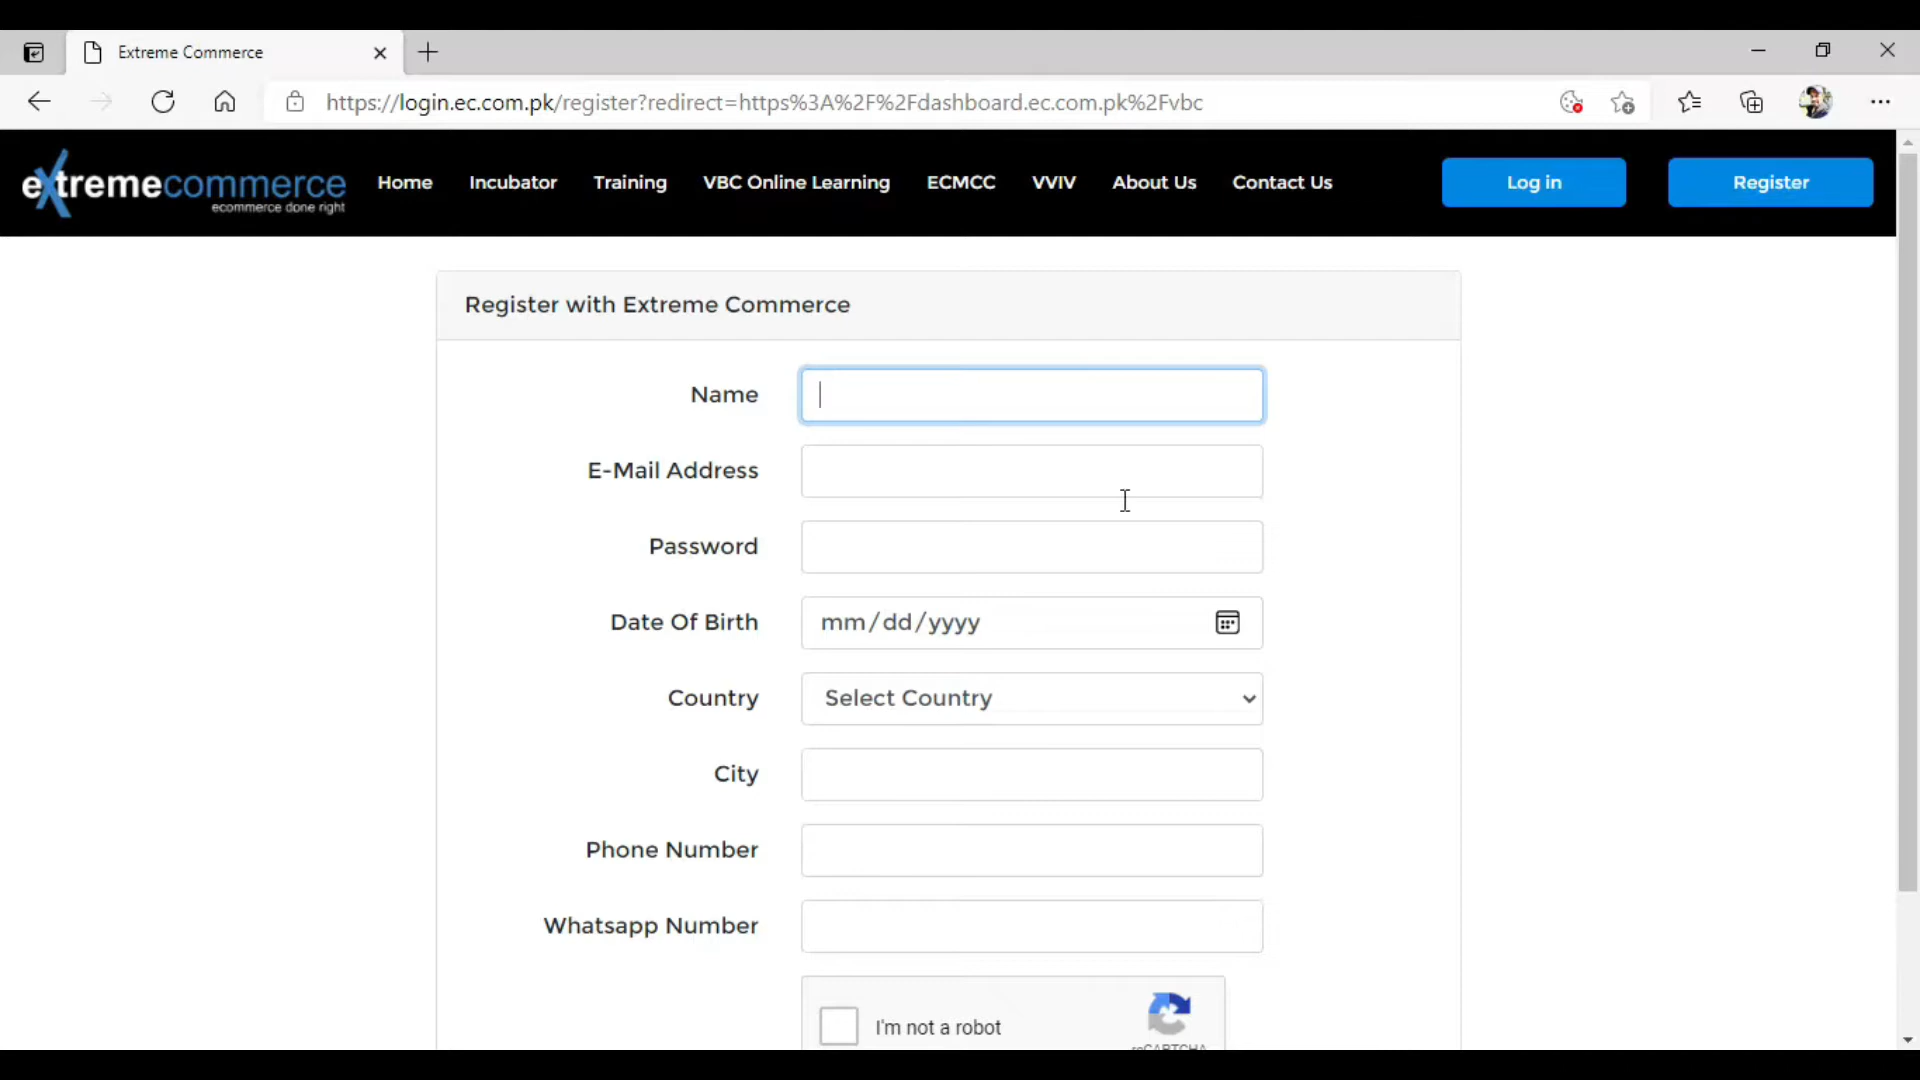 Extreme Commerce
https://login.ec.com.pk/register?redirect=https%3A%2F%2Fdashboard.ec.com.pk%2Fvbc
extremecommerce
ecommerce done right
Home Incubator Training VBC Online Learning ECMCC VVIV About Us Contact Us Log in Register
Register with Extreme Commerce
Name
E-Mail Address
Password
Date Of Birth mm/dd/yyyy
Country Select Country
City
Phone Number
Whatsapp Number
I'm not a robot
reCAPTCHA